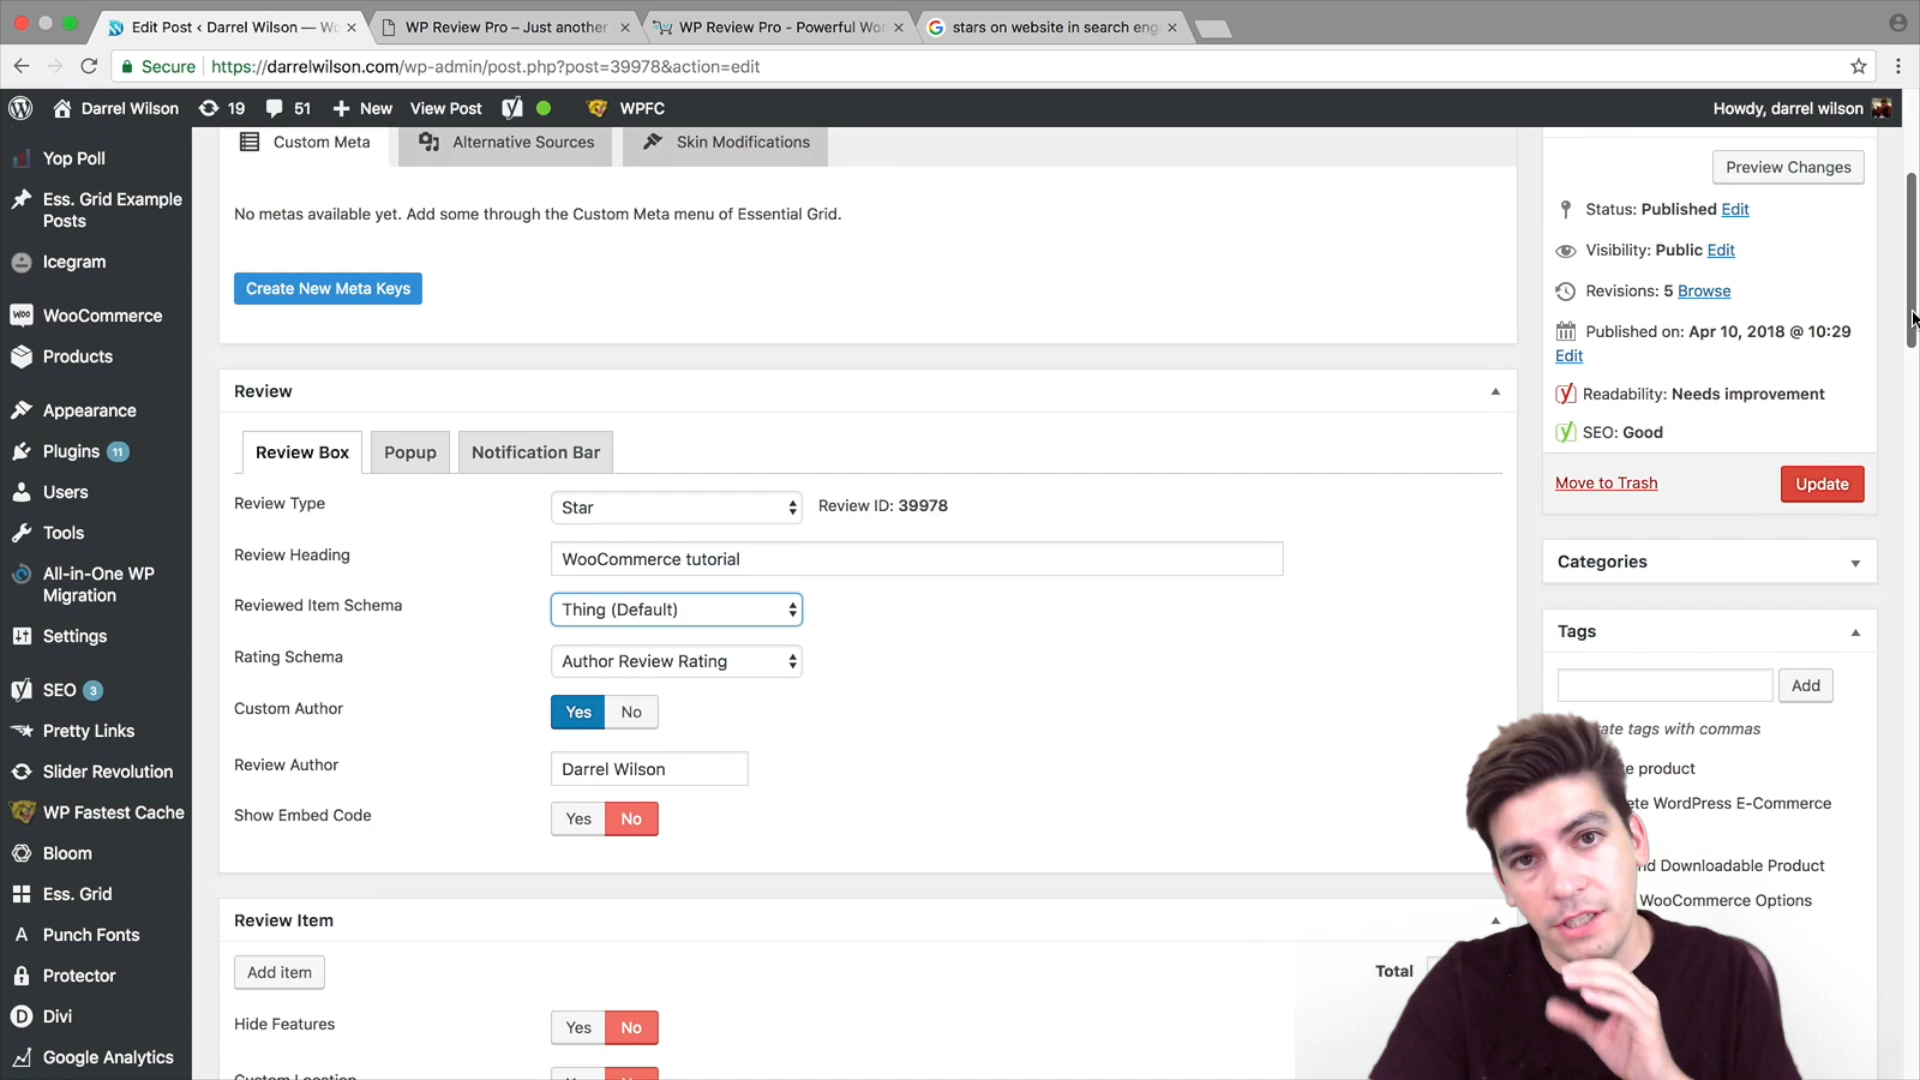 Edit Post ‹ Darrel Wilson — Wo
WP Review Pro – Just another
WP Review Pro - Powerful Wor
stars on website in search eng
Secure
https://darrelwilson.com/wp-admin/post.php?post=39978&action=edit
Darrel Wilson
19
51
New
View Post
WPFC
Howdy, darrel wilson
Yop Poll
Ess. Grid Example
Posts
Icegram
WooCommerce
Products
Appearance
Plugins 11
Users
Tools
All-in-One WP
Migration
Settings
SEO 3
Pretty Links
Slider Revolution
WP Fastest Cache
Bloom
Ess. Grid
Punch Fonts
Protector
Divi
Google Analytics
Custom Meta
Alternative Sources
Skin Modifications
No metas available yet. Add some through the Custom Meta menu of Essential Grid.
Create New Meta Keys
Review
Review Box
Popup
Notification Bar
Review Type
Star
Review ID: 39978
Review Heading
WooCommerce tutorial
Reviewed Item Schema
Thing (Default)
Rating Schema
Author Review Rating
Custom Author
Yes
No
Review Author
Darrel Wilson
Show Embed Code
Yes
No
Review Item
Add item
Total
Hide Features
Yes
No
Preview Changes
Status: Published Edit
Visibility: Public Edit
Revisions: 5 Browse
Published on: Apr 10, 2018 @ 10:29
Edit
Readability: Needs improvement
SEO: Good
Move to Trash
Update
Categories
Tags
Add
tags with commas
product
WordPress E-Commerce
Downloadable Product
WooCommerce Options